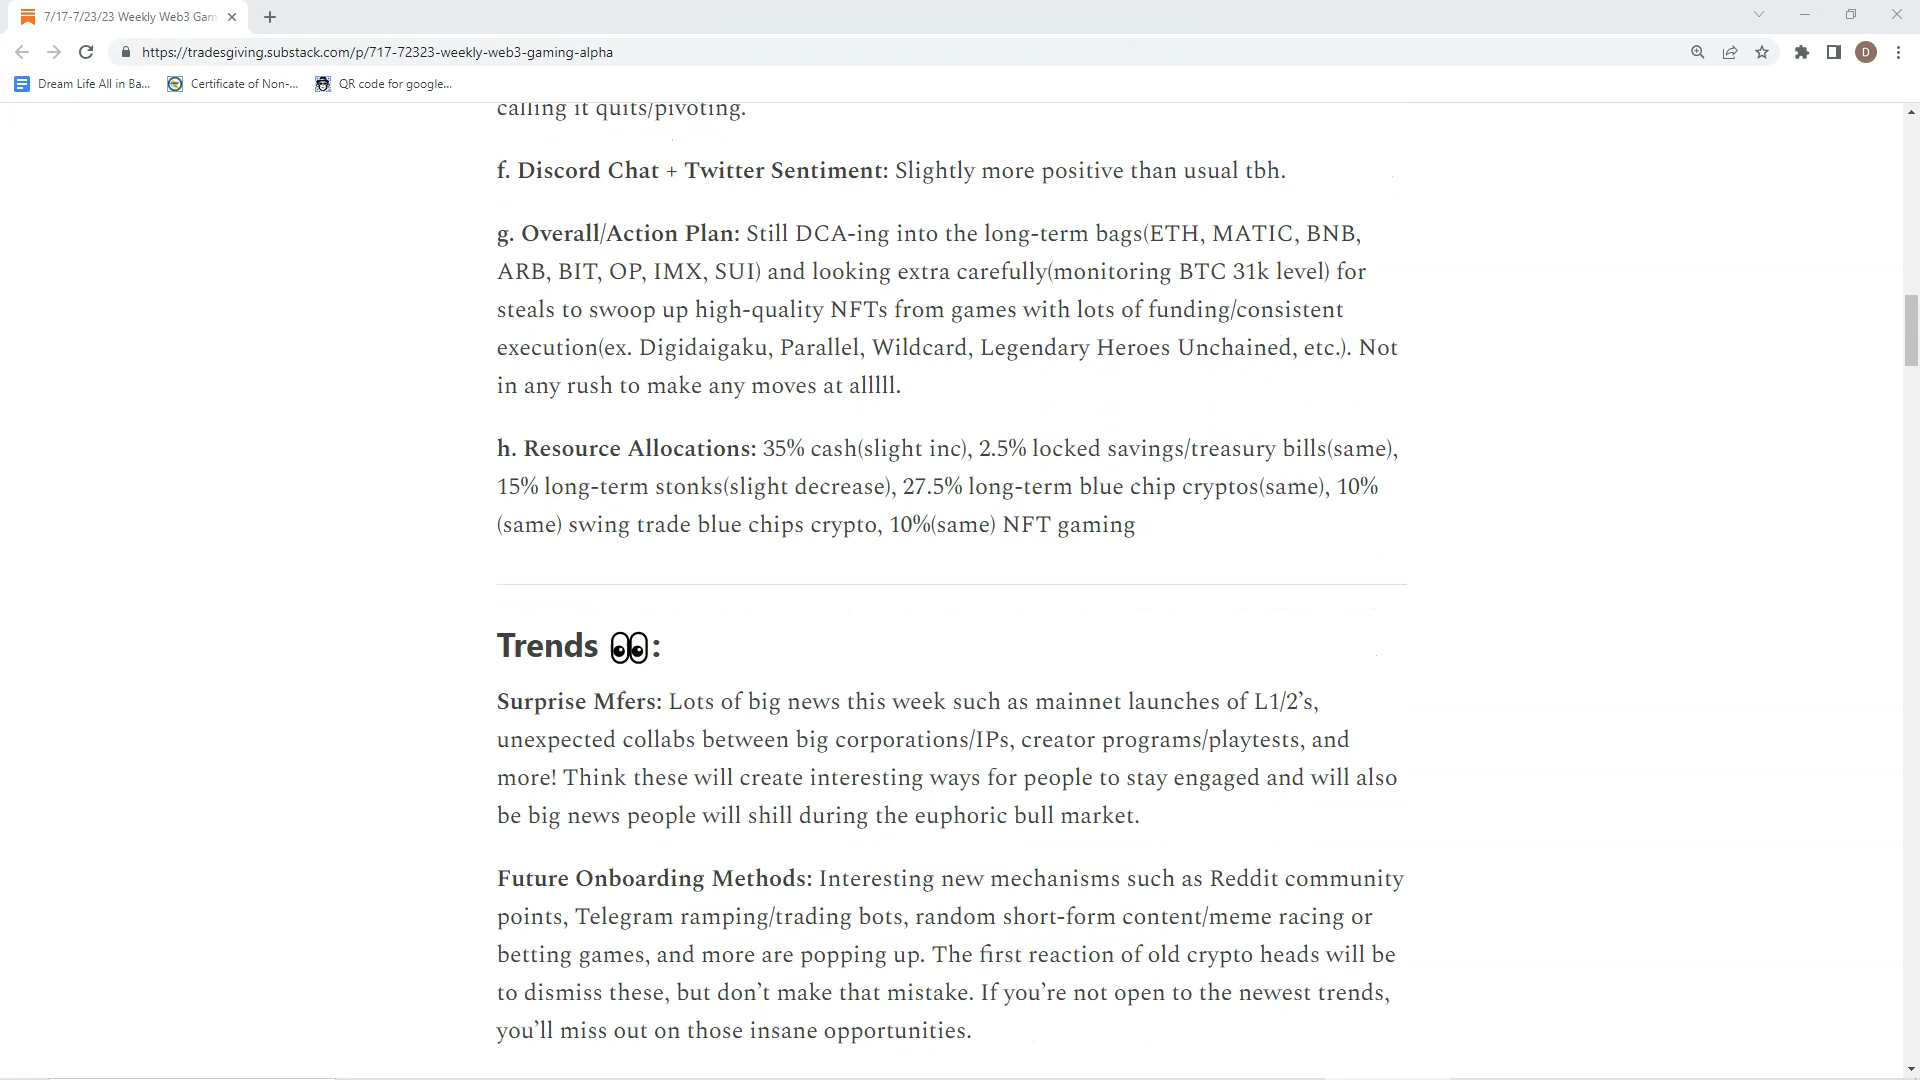 7/17-7/23/23 Weekly Web3 Gam
https://tradesgiving.substack.com/p/717-72323-weekly-web3-gaming-alpha
D
Dream Life All in Ba...
Certificate of Non-...
QR code for google...
calling it quits/pivoting.
f. Discord Chat + Twitter Sentiment: Slightly more positive than usual tbh.
g. Overall/Action Plan: Still DCA-ing into the long-term bags(ETH, MATIC, BNB,
ARB, BIT, OP, IMX, SUI) and looking extra carefully(monitoring BTC 31k level) for
steals to swoop up high-quality NFTs from games with lots of funding/consistent
execution(ex. Digidaigaku, Parallel, Wildcard, Legendary Heroes Unchained, etc.). Not
in any rush to make any moves at alllll.
h. Resource Allocations: 35% cash(slight inc), 2.5% locked savings/treasury bills(same),
15% long-term stonks(slight decrease), 27.5% long-term blue chip cryptos(same), 10%
(same) swing trade blue chips crypto, 10%(same) NFT gaming
Trends 👀:
Surprise Mfers: Lots of big news this week such as mainnet launches of L1/2’s,
unexpected collabs between big corporations/IPs, creator programs/playtests, and
more! Think these will create interesting ways for people to stay engaged and will also
be big news people will shill during the euphoric bull market.
Future Onboarding Methods: Interesting new mechanisms such as Reddit community
points, Telegram ramping/trading bots, random short-form content/meme racing or
betting games, and more are popping up. The first reaction of old crypto heads will be
to dismiss these, but don’t make that mistake. If you’re not open to the newest trends,
you’ll miss out on those insane opportunities.